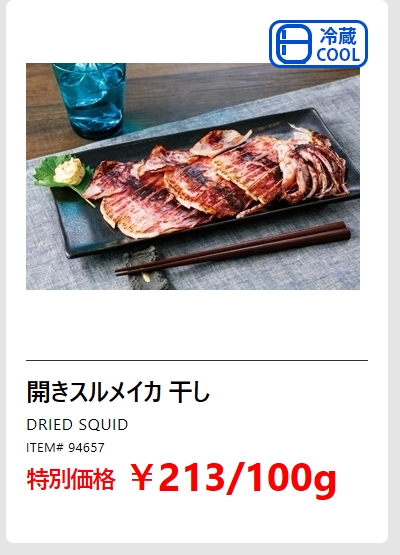 冷蔵
COOL
開きスルメイカ 干し
DRIED SQUID
ITEM# 94657
特別価格 ￥213/100g